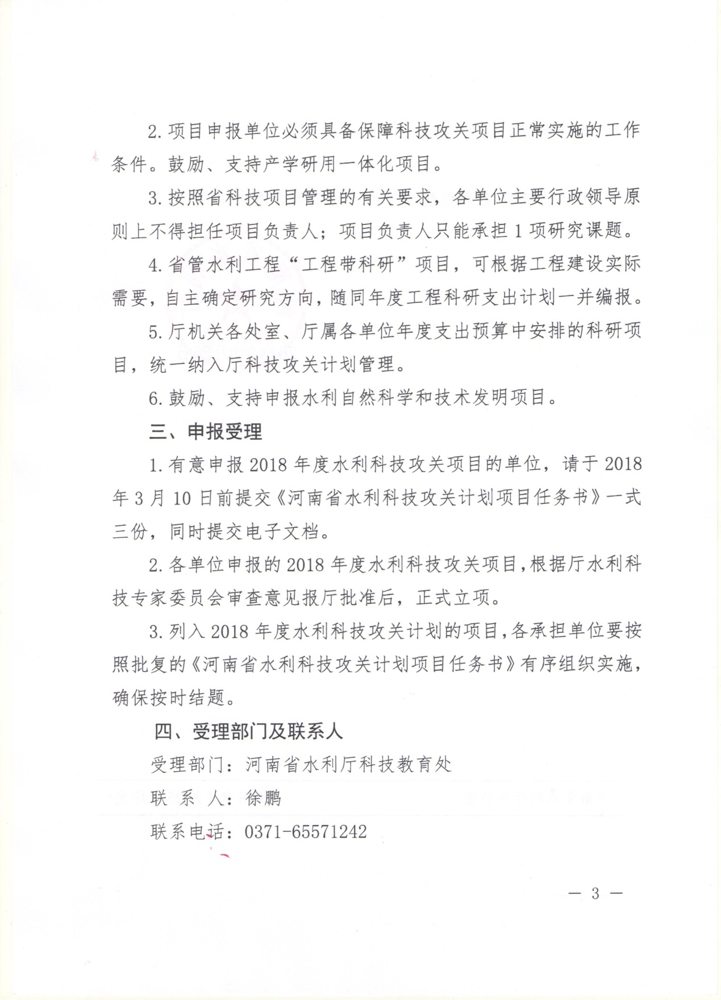 2.项目申报单位必须具备保障科技攻关项目正常实施的工作
条件。鼓励、支持产学研用一体化项目。
3.按照省科技项目管理的有关要求，各单位主要行政领导原
则上不得担任项目负责人；项目负责人只能承担1项研究课题。
4.省管水利工程“工程带科研”项目，可根据工程建设实际
需要，自主确定研究方向，随同年度工程科研支出计划一并编报。
5.厅机关各处室、厅属各单位年度支出预算中安排的科研项
目，统一纳入厅科技攻关计划管理。
6.鼓励、支持申报水利自然科学和技术发明项目。
三、申报受理
1.有意申报2018年度水利科技攻关项目的单位，请于2018
年3月10日前提交《河南省水利科技攻关计划项目任务书》一式
三份，同时提交电子文档。
2.各单位申报的2018年度水利科技攻关项目，根据厅水利科
技专家委员会审查意见报厅批准后，正式立项。
3.列入2018年度水利科技攻关计划的项目，各承担单位要按
照批复的《河南省水利科技攻关计划项目任务书》有序组织实施，
确保按时结题。
四、受理部门及联系人
受理部门：河南省水利厅科技教育处
联 系 人：徐鹏
联系电话：0371-65571242
— 3 —